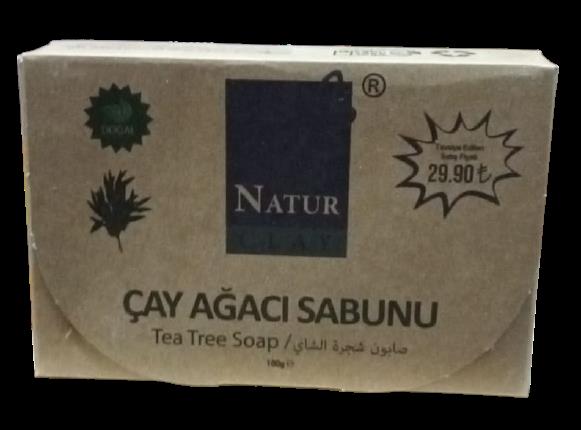 DOĞAL
®
Tavsiye Edilen
Satış Fiyatı
29.90₺
NATUR
CLAY
ÇAY AĞACI SABUNU
Tea Tree Soap / صابون شجرة الشاي
100g ℮